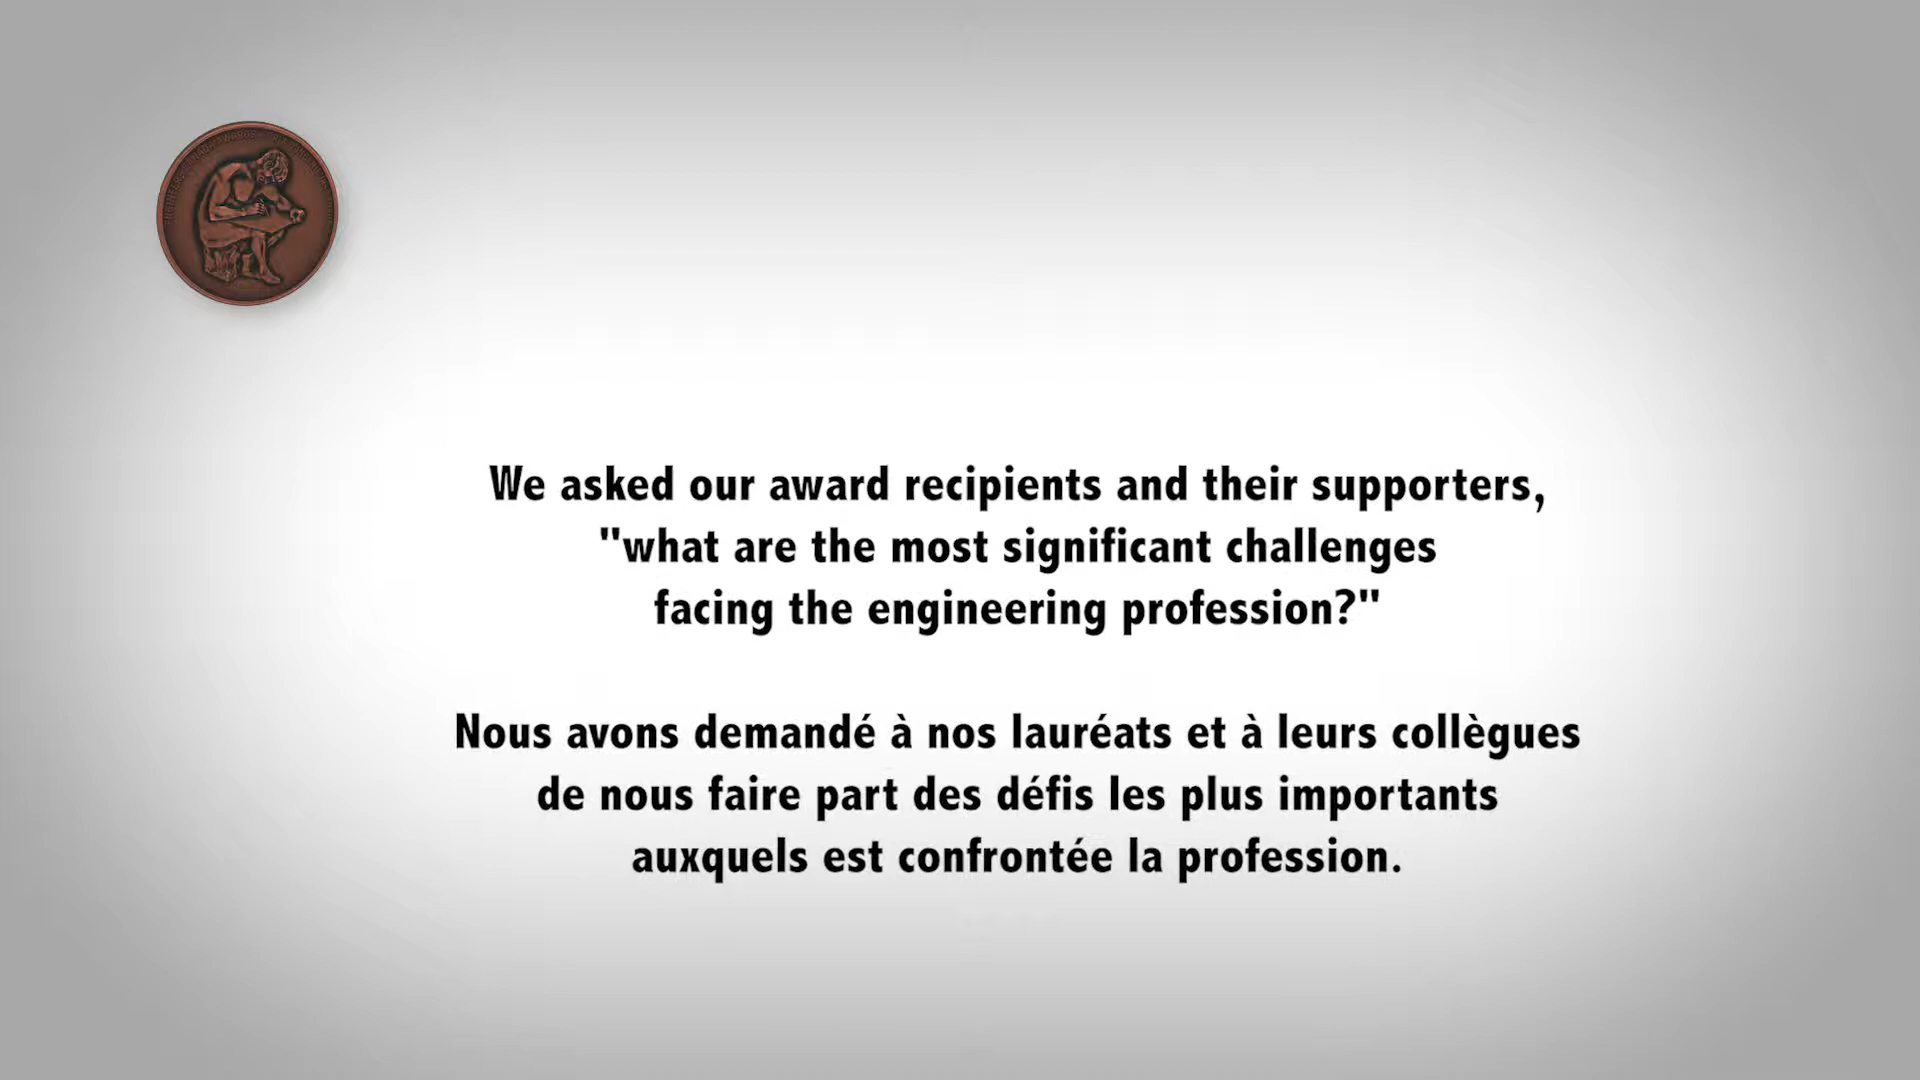 We asked our award recipients and their supporters,
"what are the most significant challenges
facing the engineering profession?"
Nous avons demandé à nos lauréats et à leurs collègues
de nous faire part des défis les plus importants
auxquels est confrontée la profession.